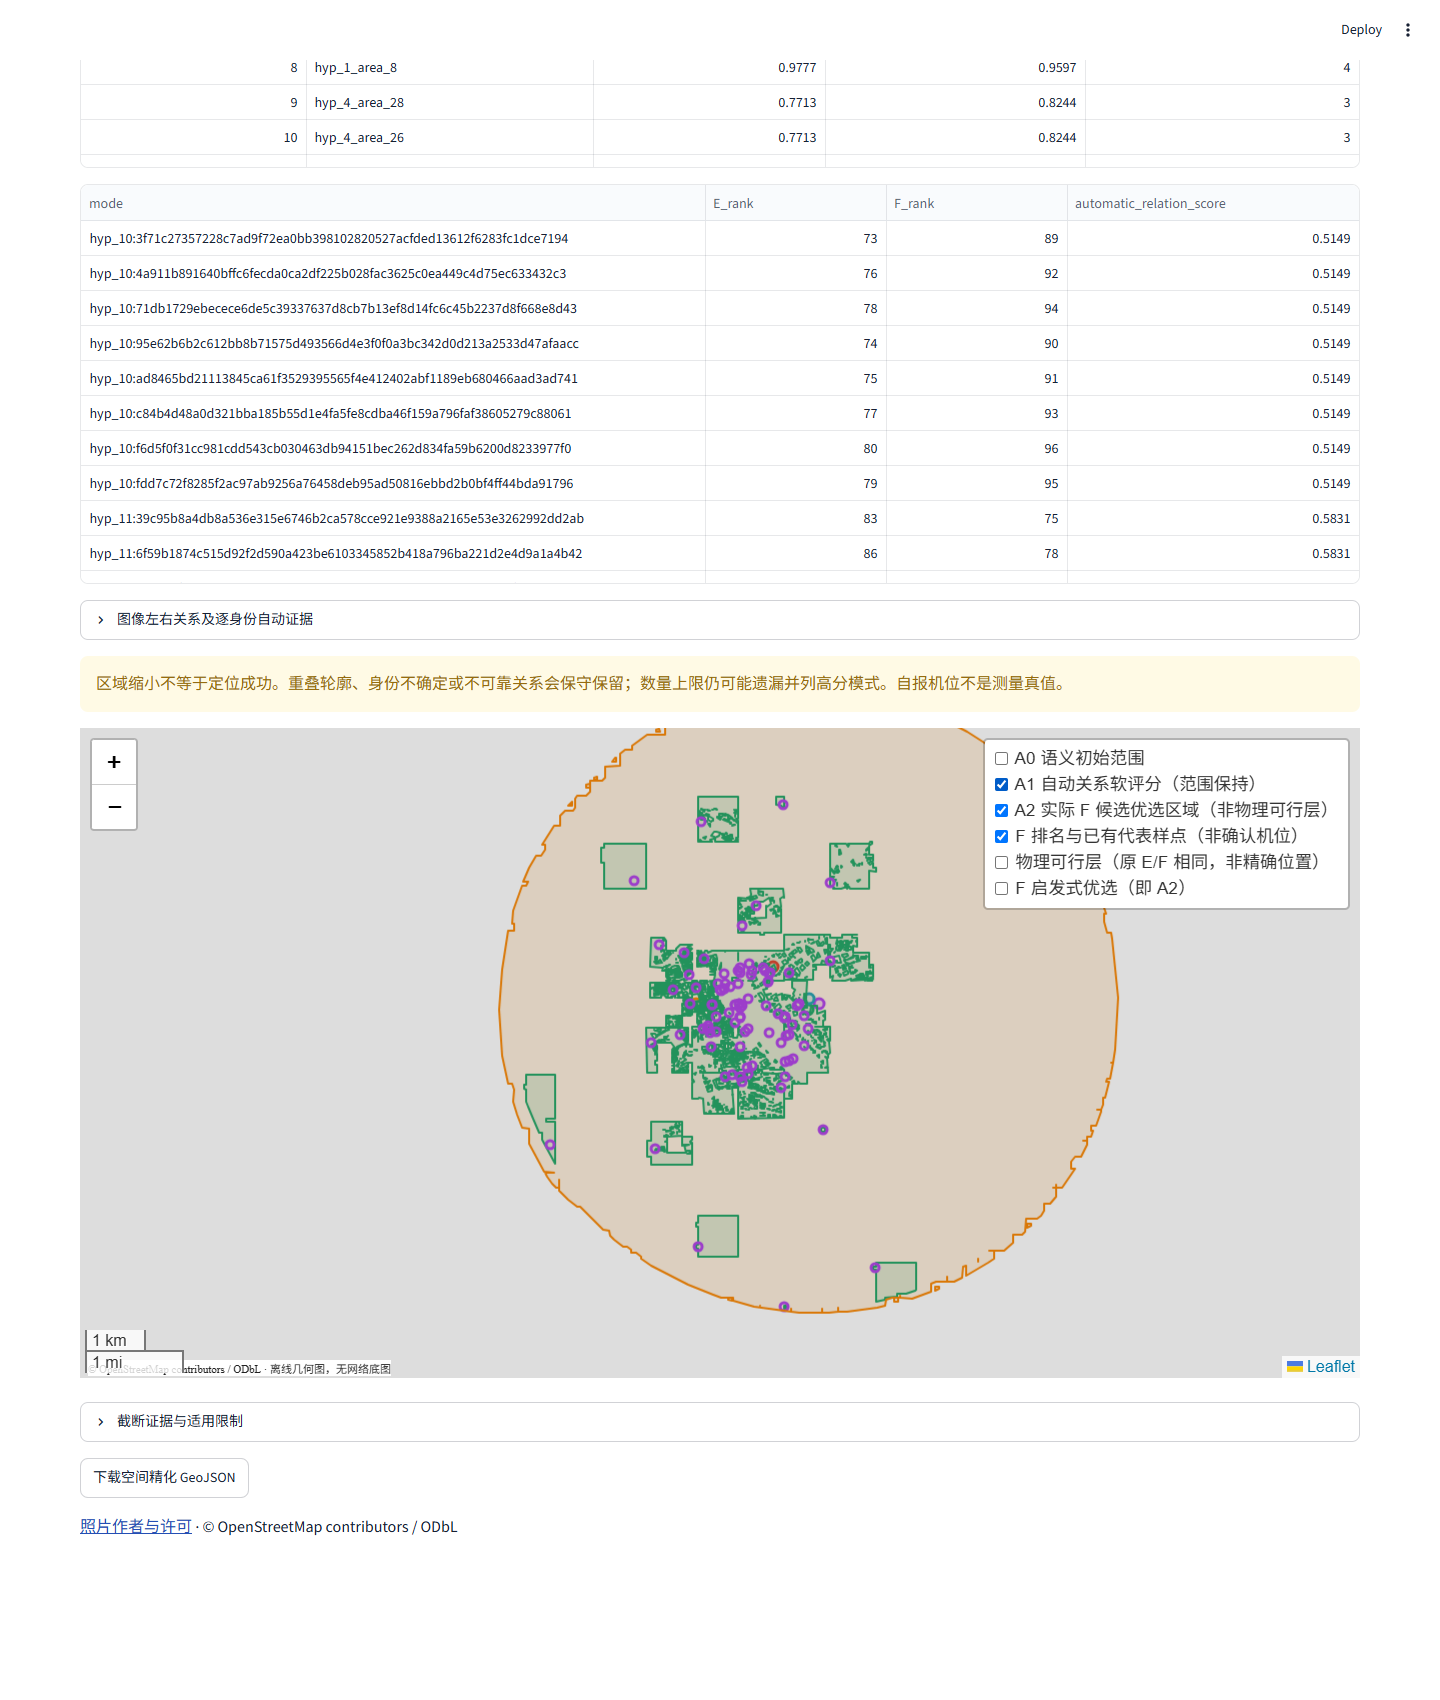 Deploy
8 hyp_1_area_8 0.9777 0.9597 4
9 hyp_4_area_28 0.7713 0.8244 3
10 hyp_4_area_26 0.7713 0.8244 3
mode E_rank F_rank automatic_relation_score
hyp_10:3f71c27357228c7ad9f72ea0bb398102820527acfded13612f6283fc1dce7194 73 89 0.5149
hyp_10:4a911b891640bffc6fecda0ca2df225b028fac3625c0ea449c4d75ec633432c3 76 92 0.5149
hyp_10:71db1729ebecece6de5c39337637d8cb7b13ef8d14fc6c45b2237d8f668e8d43 78 94 0.5149
hyp_10:95e62b6b2c612bb8b71575d493566d4e3f0f0a3bc342d0d213a2533d47afaacc 74 90 0.5149
hyp_10:ad8465bd21113845ca61f3529395565f4e412402abf1189eb680466aad3ad741 75 91 0.5149
hyp_10:c84b4d48a0d321bba185b55d1e4fa5fe8cdba46f159a796faf38605279c88061 77 93 0.5149
hyp_10:f6d5f0f31cc981cdd543cb030463db94151bec262d834fa59b6200d8233977f0 80 96 0.5149
hyp_10:fdd7c72f8285f2ac97ab9256a76458deb95ad50816ebbd2b0bf4ff44bda91796 79 95 0.5149
hyp_11:39c95b8a4db8a536e315e6746b2ca578cce921e9388a2165e53e3262992dd2ab 83 75 0.5831
hyp_11:6f59b1874c515d92f2d590a423be6103345852b418a796ba221d2e4d9a1a4b42 86 78 0.5831
图像左右关系及逐身份自动证据
区域缩小不等于定位成功。重叠轮廓、身份不确定或不可靠关系会保守保留；数量上限仍可能遗漏并列高分模式。自报机位不是测量真值。
+
−
A0 语义初始范围
A1 自动关系软评分（范围保持）
A2 实际 F 候选优选区域（非物理可行层）
F 排名与已有代表样点（非确认机位）
物理可行层（原 E/F 相同，非精确位置）
F 启发式优选（即 A2）
1 km
1 mi
© OpenStreetMap contributors / ODbL · 离线几何图，无网络底图
Leaflet
截断证据与适用限制
下载空间精化 GeoJSON
照片作者与许可 · © OpenStreetMap contributors / ODbL